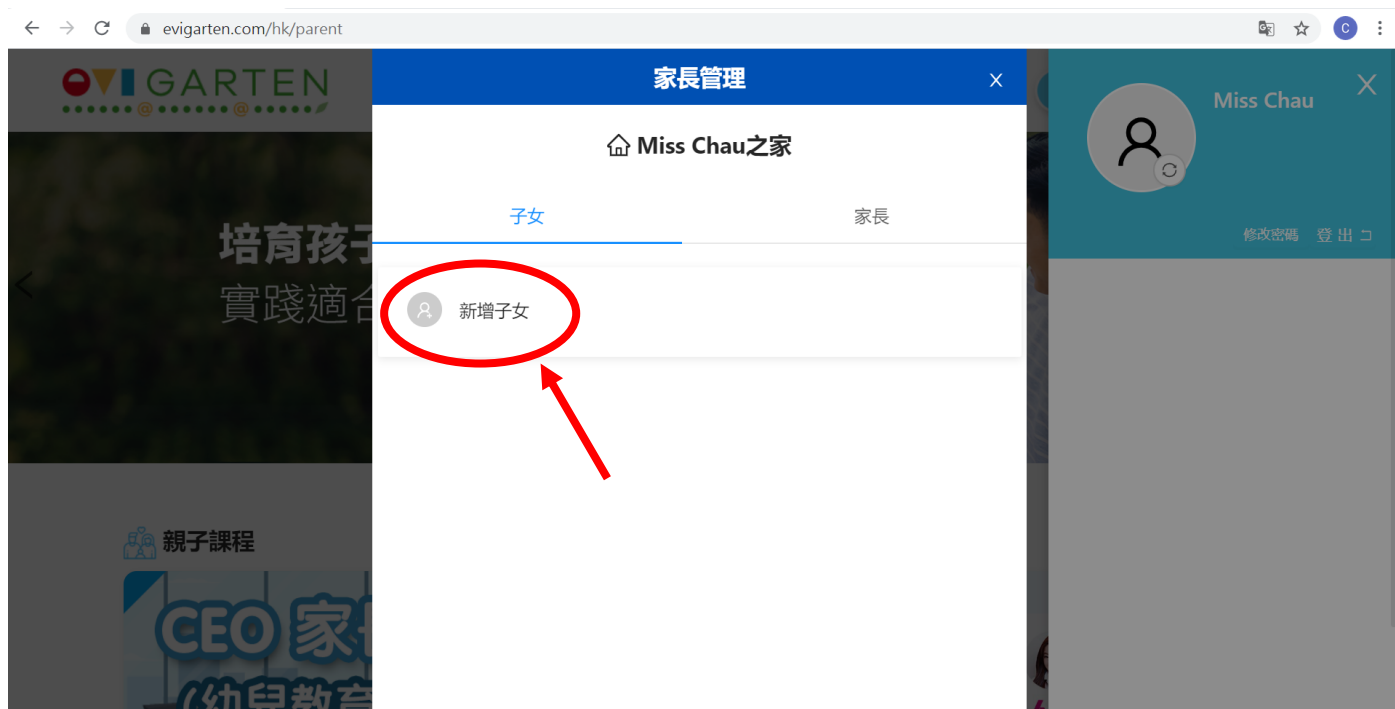 evigarten.com/hk/parent
C
GARTEN
家長管理
X
Miss Chau之家
子女
家長
新增子女
Miss Chau
X
修改密碼 登出
培育孩子
實踐適合
親子課程
CEO 家長
(幼兒教育